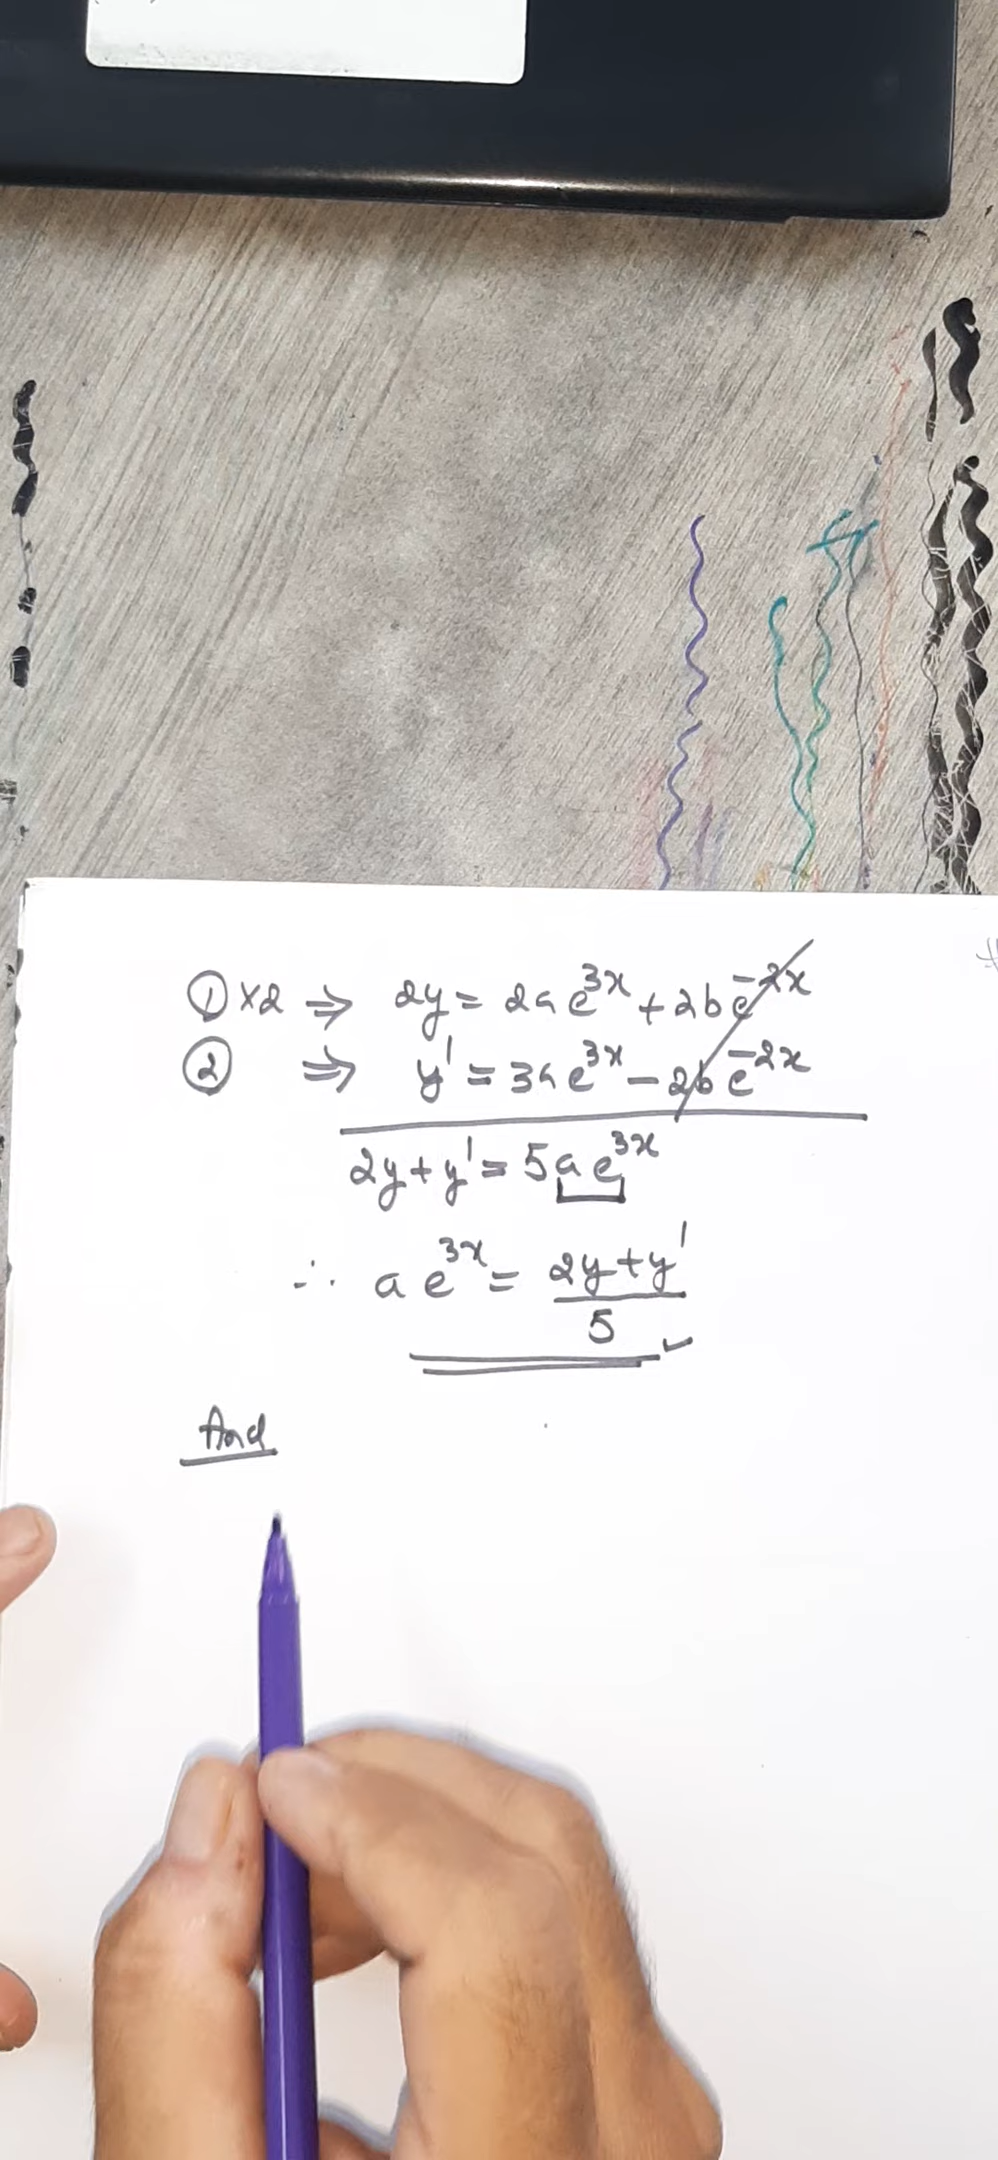 ① ×2 ⇒ 2y = 2ae^{3x} + 2be^{-2x}
② ⇒ y' = 3ae^{3x} - 2be^{-2x}
2y + y' = 5ae^{3x}
∴ ae^{3x} = \frac{2y + y'}{5} ✓
And